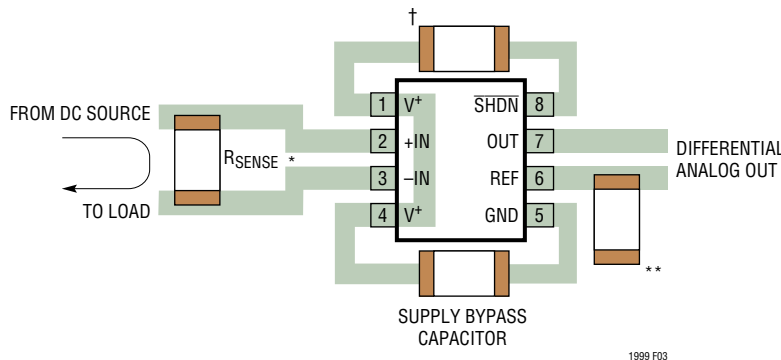 †
FROM DC SOURCE
TO LOAD
RSENSE *
1 V+
2 +IN
3 –IN
4 V+
SHDN 8
OUT 7
REF 6
GND 5
DIFFERENTIAL
ANALOG OUT
**
SUPPLY BYPASS
CAPACITOR
1999 F03